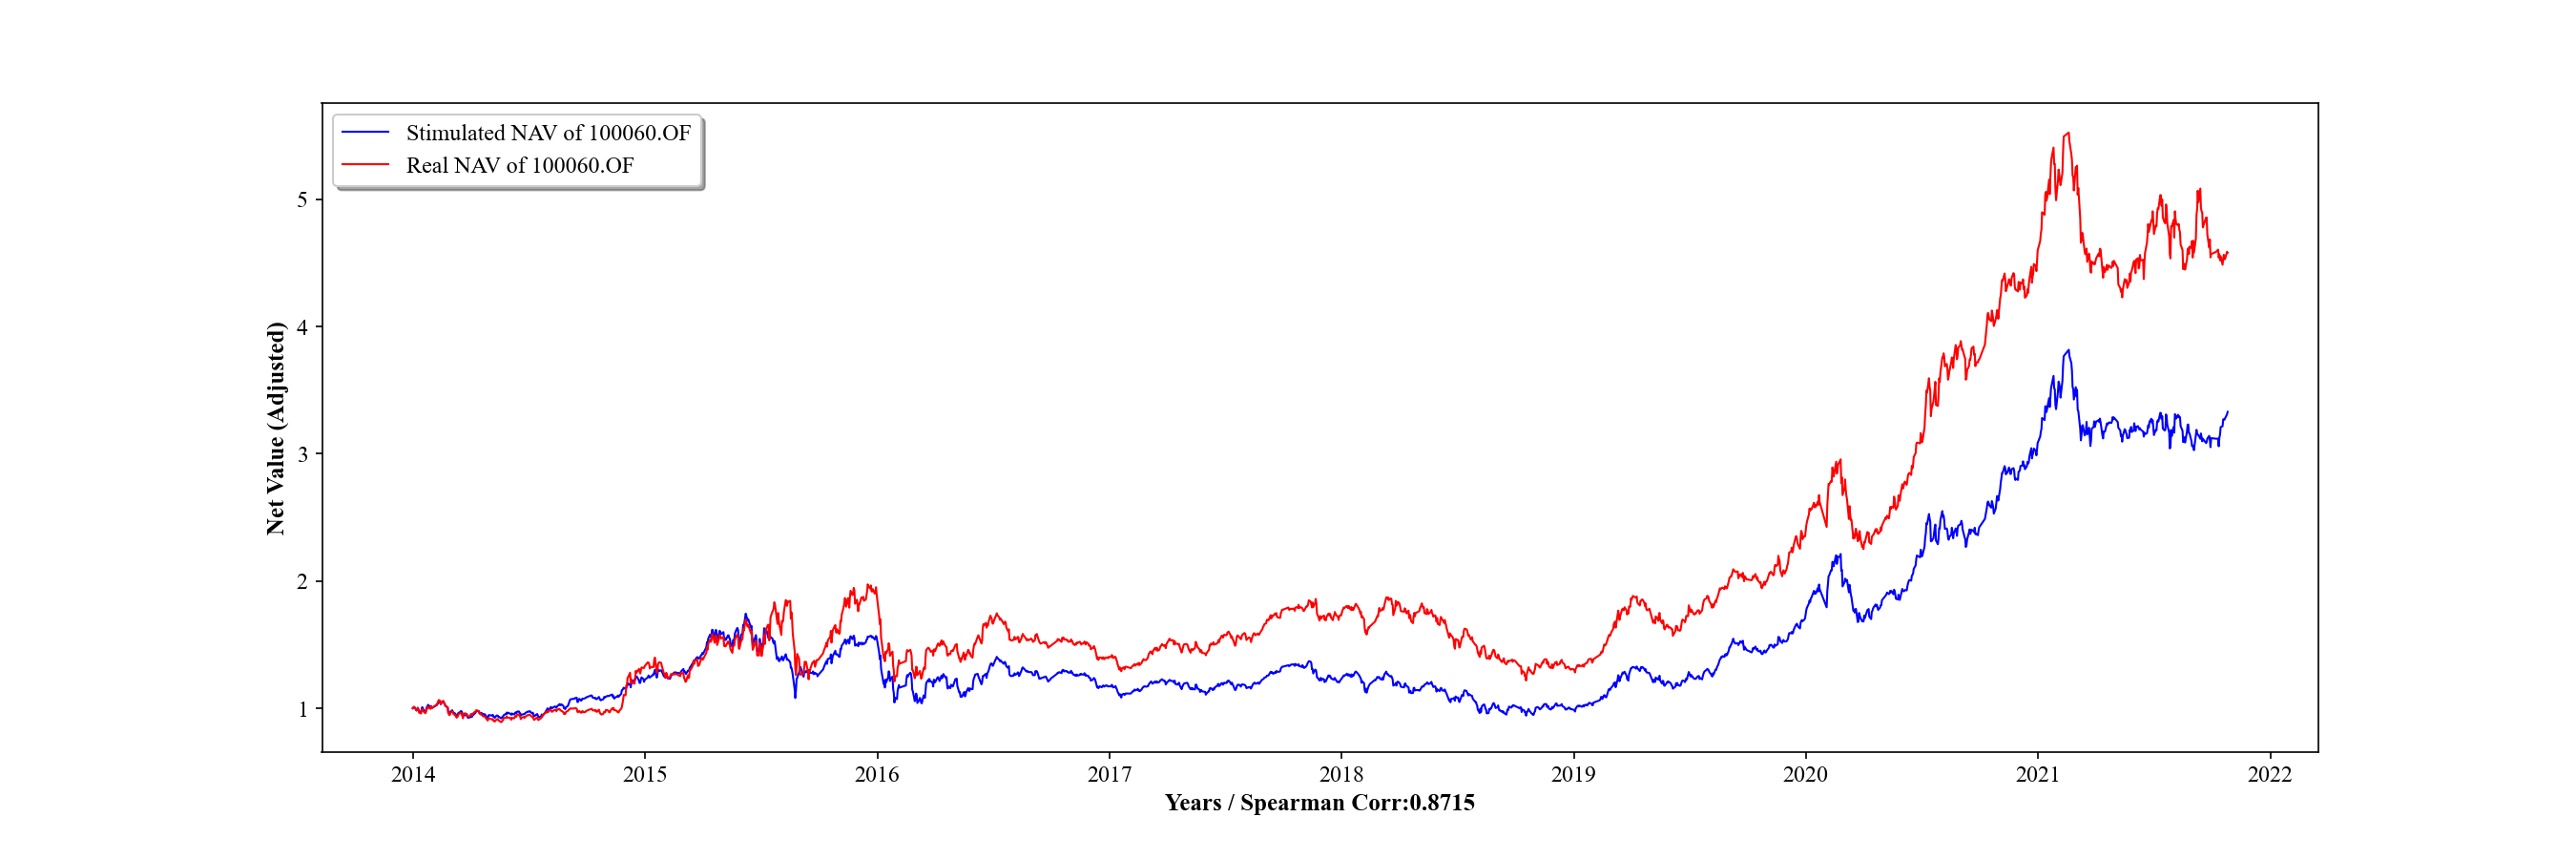 Stimulated NAV of 100060.OF
Real NAV of 100060.OF
Net Value (Adjusted)
5
4
3
2
1
2014 2015 2016 2017 2018 2019 2020 2021 2022
Years / Spearman Corr:0.8715